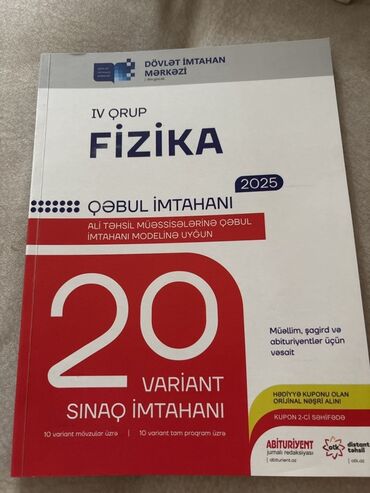 DÖVLƏT İMTAHAN
MƏRKƏZİ
IV QRUP
FİZİKA
2025
QƏBUL İMTAHANI
ALİ TƏHSİL MÜƏSSİSƏLƏRİNƏ QƏBUL
İMTAHANI MODELİNƏ UYĞUN
20
VARIANT
SINAQ İMTAHANI
10 variant mövzular üzrə | 10 variant tam proqram üzrə
Müəllim, şagird və
abituriyentlər üçün
vəsait
HƏDİYYƏ KUPONU OLAN
ORİJİNAL NƏŞRİ ALIN!
KUPON 2-Cİ SƏHİFƏDƏ
ABİTURİYENT
jurnalı redaksiyası
abiturient.az
distant
təhsil